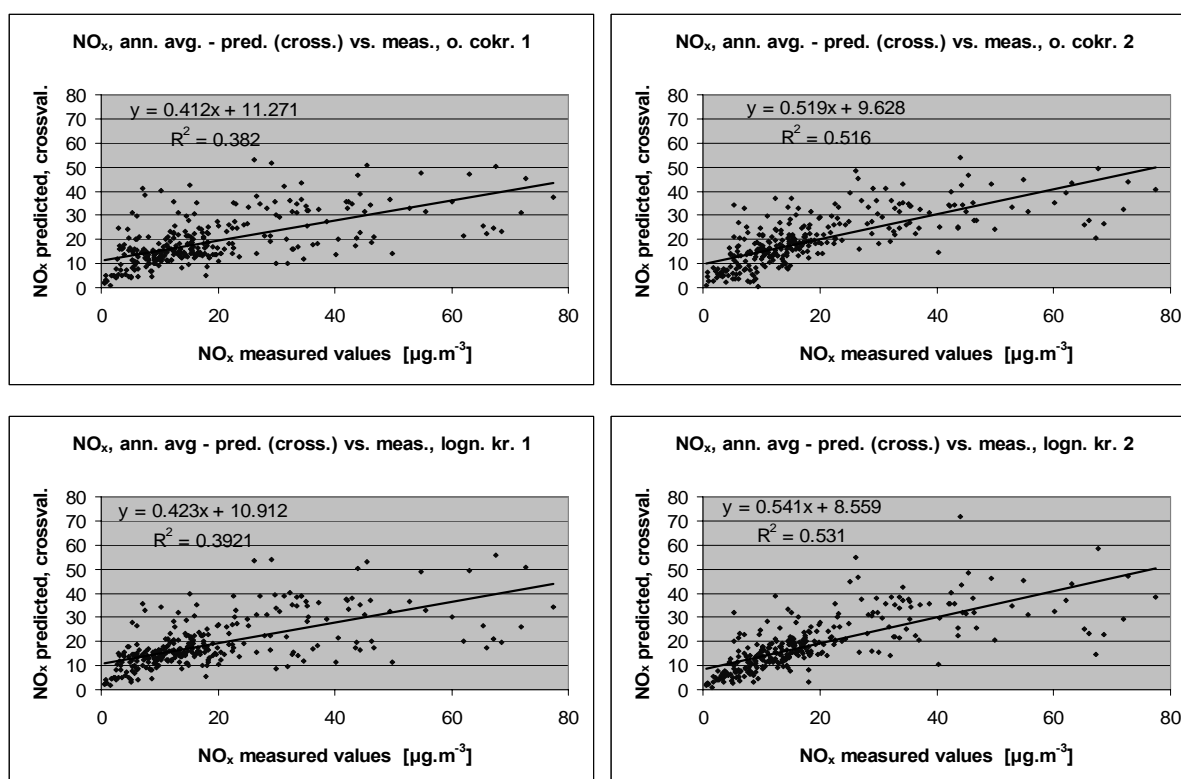 NOx, ann. avg. - pred. (cross.) vs. meas., o. cokr. 1
y = 0.412x + 11.271
R² = 0.382
NOx predicted, crossval.
80
70
60
50
40
30
20
10
0
0 20 40 60 80
NOx measured values [µg.m⁻³]
NOx, ann. avg. - pred. (cross.) vs. meas., o. cokr. 2
y = 0.519x + 9.628
R² = 0.516
NOx predicted, crossval.
80
70
60
50
40
30
20
10
0
0 20 40 60 80
NOx measured values [µg.m⁻³]
NOx, ann. avg - pred. (cross.) vs. meas., logn. kr. 1
y = 0.423x + 10.912
R² = 0.3921
NOx predicted, crossval.
80
70
60
50
40
30
20
10
0
0 20 40 60 80
NOx measured values [µg.m⁻³]
NOx, ann. avg - pred. (cross.) vs. meas., logn. kr. 2
y = 0.541x + 8.559
R² = 0.531
NOx predicted, crossval.
80
70
60
50
40
30
20
10
0
0 20 40 60 80
NOx measured values [µg.m⁻³]